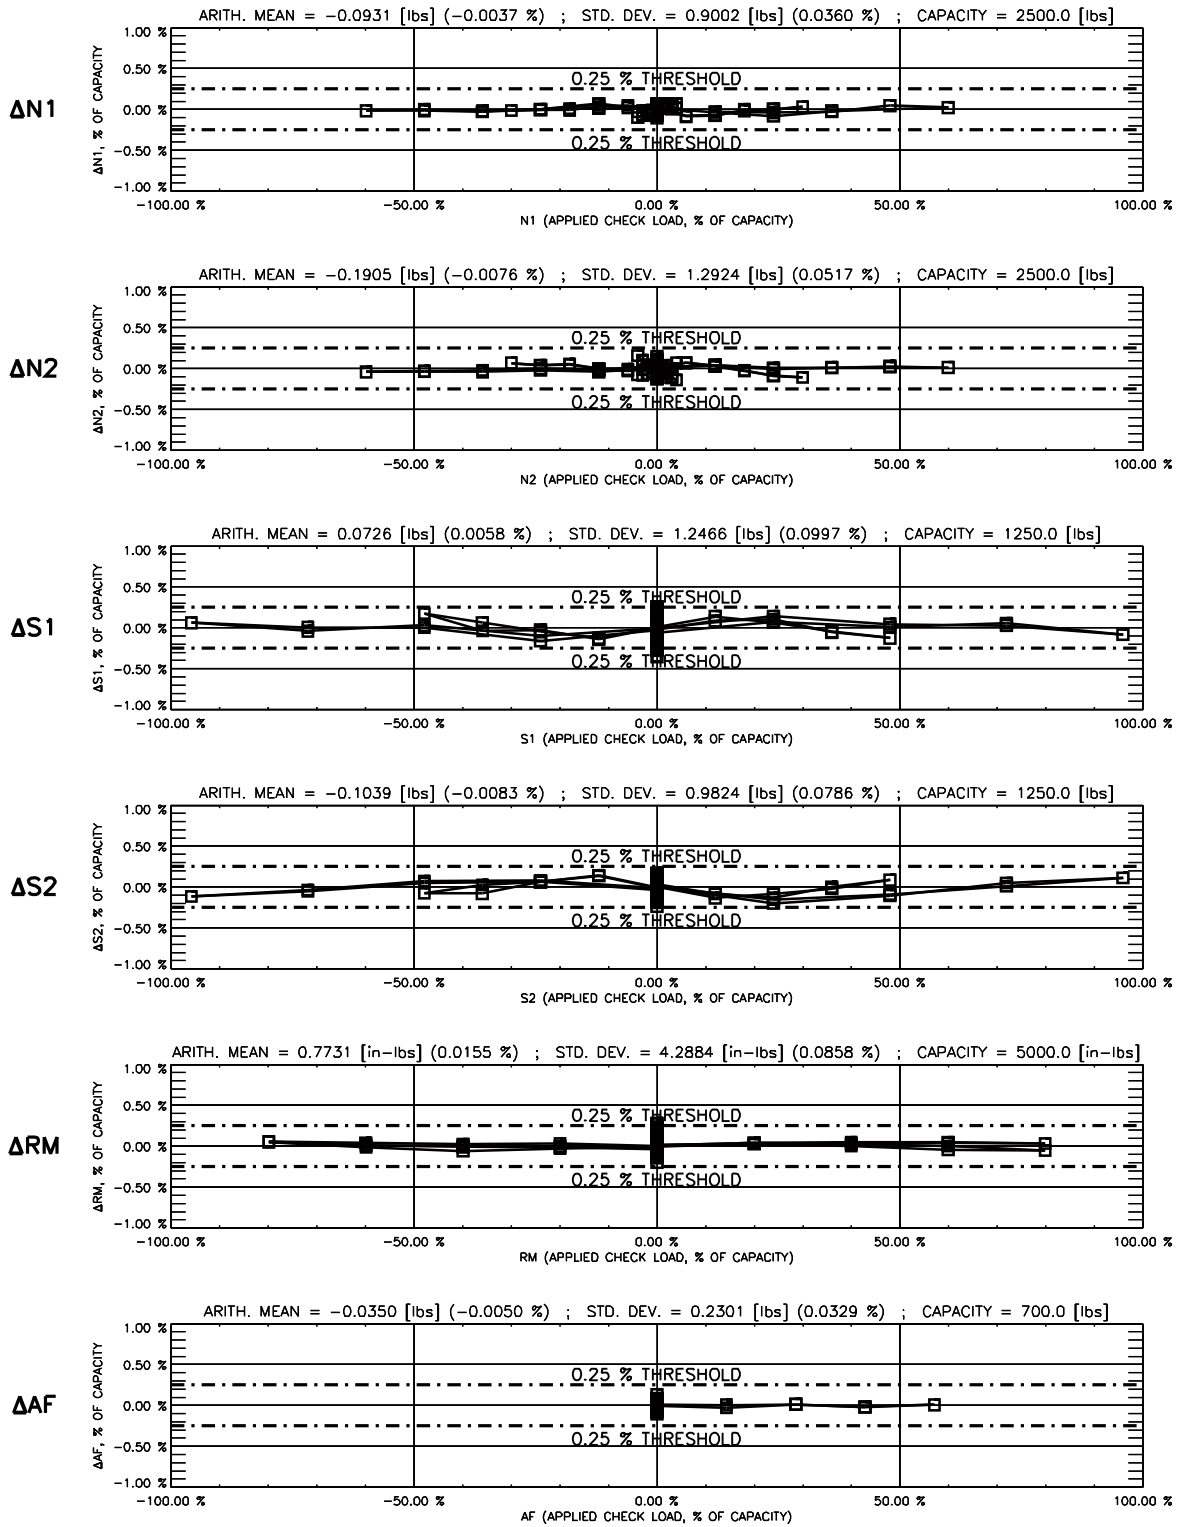 ARITH. MEAN = −0.0931 [lbs] (−0.0037 %) ; STD. DEV. = 0.9002 [lbs] (0.0360 %) ; CAPACITY = 2500.0 [lbs]
1.00 %
0.50 %
0.25 % THRESHOLD
ΔN1
ΔN1, % OF CAPACITY
0.00 %
0.25 % THRESHOLD
−0.50 %
−1.00 %
−100.00 % −50.00 % 0.00 % 50.00 % 100.00 %
N1 (APPLIED CHECK LOAD, % OF CAPACITY)
ARITH. MEAN = −0.1905 [lbs] (−0.0076 %) ; STD. DEV. = 1.2924 [lbs] (0.0517 %) ; CAPACITY = 2500.0 [lbs]
1.00 %
0.50 %
0.25 % THRESHOLD
ΔN2
ΔN2, % OF CAPACITY
0.00 %
0.25 % THRESHOLD
−0.50 %
−1.00 %
−100.00 % −50.00 % 0.00 % 50.00 % 100.00 %
N2 (APPLIED CHECK LOAD, % OF CAPACITY)
ARITH. MEAN = 0.0726 [lbs] (0.0058 %) ; STD. DEV. = 1.2466 [lbs] (0.0997 %) ; CAPACITY = 1250.0 [lbs]
1.00 %
0.50 %
0.25 % THRESHOLD
ΔS1
ΔS1, % OF CAPACITY
0.00 %
0.25 % THRESHOLD
−0.50 %
−1.00 %
−100.00 % −50.00 % 0.00 % 50.00 % 100.00 %
S1 (APPLIED CHECK LOAD, % OF CAPACITY)
ARITH. MEAN = −0.1039 [lbs] (−0.0083 %) ; STD. DEV. = 0.9824 [lbs] (0.0786 %) ; CAPACITY = 1250.0 [lbs]
1.00 %
0.50 %
0.25 % THRESHOLD
ΔS2
ΔS2, % OF CAPACITY
0.00 %
0.25 % THRESHOLD
−0.50 %
−1.00 %
−100.00 % −50.00 % 0.00 % 50.00 % 100.00 %
S2 (APPLIED CHECK LOAD, % OF CAPACITY)
ARITH. MEAN = 0.7731 [in−lbs] (0.0155 %) ; STD. DEV. = 4.2884 [in−lbs] (0.0858 %) ; CAPACITY = 5000.0 [in−lbs]
1.00 %
0.50 %
0.25 % THRESHOLD
ΔRM
ΔRM, % OF CAPACITY
0.00 %
0.25 % THRESHOLD
−0.50 %
−1.00 %
−100.00 % −50.00 % 0.00 % 50.00 % 100.00 %
RM (APPLIED CHECK LOAD, % OF CAPACITY)
ARITH. MEAN = −0.0350 [lbs] (−0.0050 %) ; STD. DEV. = 0.2301 [lbs] (0.0329 %) ; CAPACITY = 700.0 [lbs]
1.00 %
0.50 %
0.25 % THRESHOLD
ΔAF
ΔAF, % OF CAPACITY
0.00 %
0.25 % THRESHOLD
−0.50 %
−1.00 %
−100.00 % −50.00 % 0.00 % 50.00 % 100.00 %
AF (APPLIED CHECK LOAD, % OF CAPACITY)